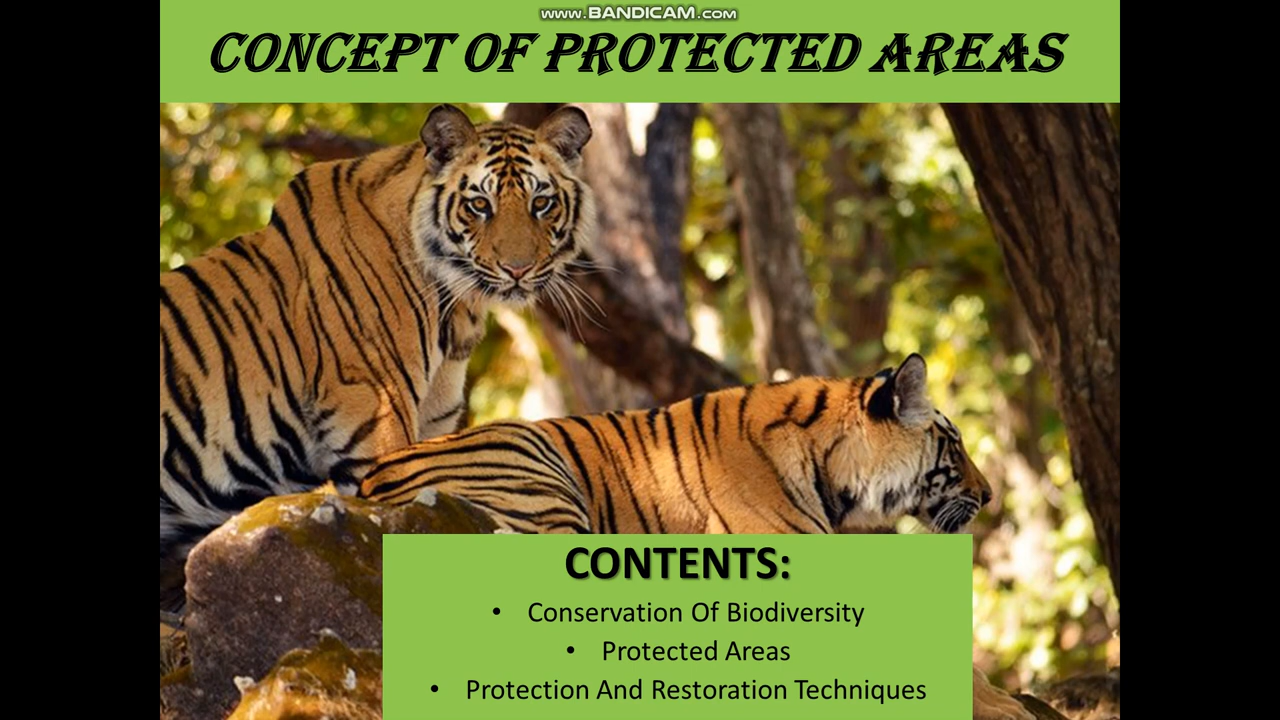 www.BANDICAM.com
CONCEPT OF PROTECTED AREAS
CONTENTS:
• Conservation Of Biodiversity
• Protected Areas
• Protection And Restoration Techniques